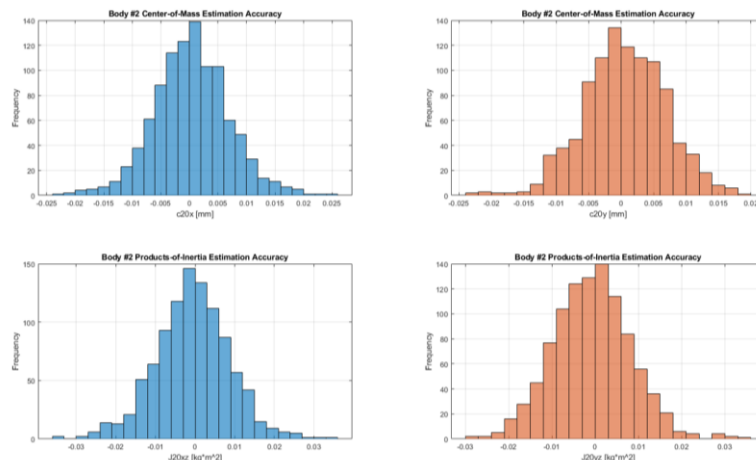 Body #2 Center-of-Mass Estimation Accuracy
140
120
100
80
60
40
20
0
Frequency
-0.025 -0.02 -0.015 -0.01 -0.005 0 0.005 0.01 0.015 0.02 0.025
c20x [mm]
Body #2 Center-of-Mass Estimation Accuracy
140
120
100
80
60
40
20
0
Frequency
-0.025 -0.02 -0.015 -0.01 -0.005 0 0.005 0.01 0.015
c20y [mm]
Body #2 Products-of-Inertia Estimation Accuracy
150
100
50
0
Frequency
-0.03 -0.02 -0.01 0 0.01 0.02 0.03
J20xz [kg*m^2]
Body #2 Products-of-Inertia Estimation Accuracy
140
120
100
80
60
40
20
0
Frequency
-0.03 -0.02 -0.01 0 0.01 0.02 0.03
J20yz [kg*m^2]